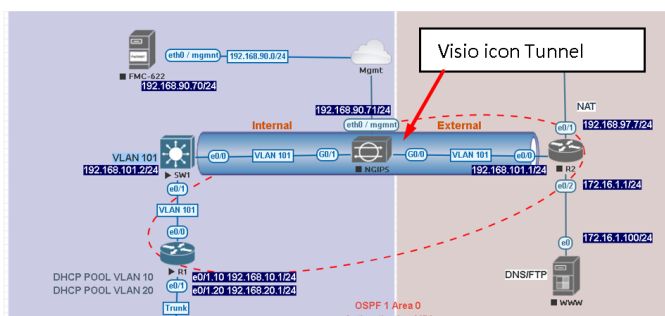 Visio icon Tunnel
eth0 / mgmnt
192.168.90.0/24
FMC-622
192.168.90.70/24
Mgmt
192.168.90.71/24
eth0 / mgmnt
NAT
e0/1
192.168.97.7/24
Internal
External
VLAN 101
192.168.101.2/24
SW1
e0/0
VLAN 101
G0/1
NGIPS
G0/0
VLAN 101
e0/0
192.168.101.1/24
R2
e0/1
e0/2
172.16.1.1/24
VLAN 101
e0/0
R1
e0
172.16.1.100/24
DNS/FTP
WWW
DHCP POOL VLAN 10
e0/1.10 192.168.10.1/24
DHCP POOL VLAN 20
e0/1
e0/1.20 192.168.20.1/24
Trunk
OSPF 1 Area 0